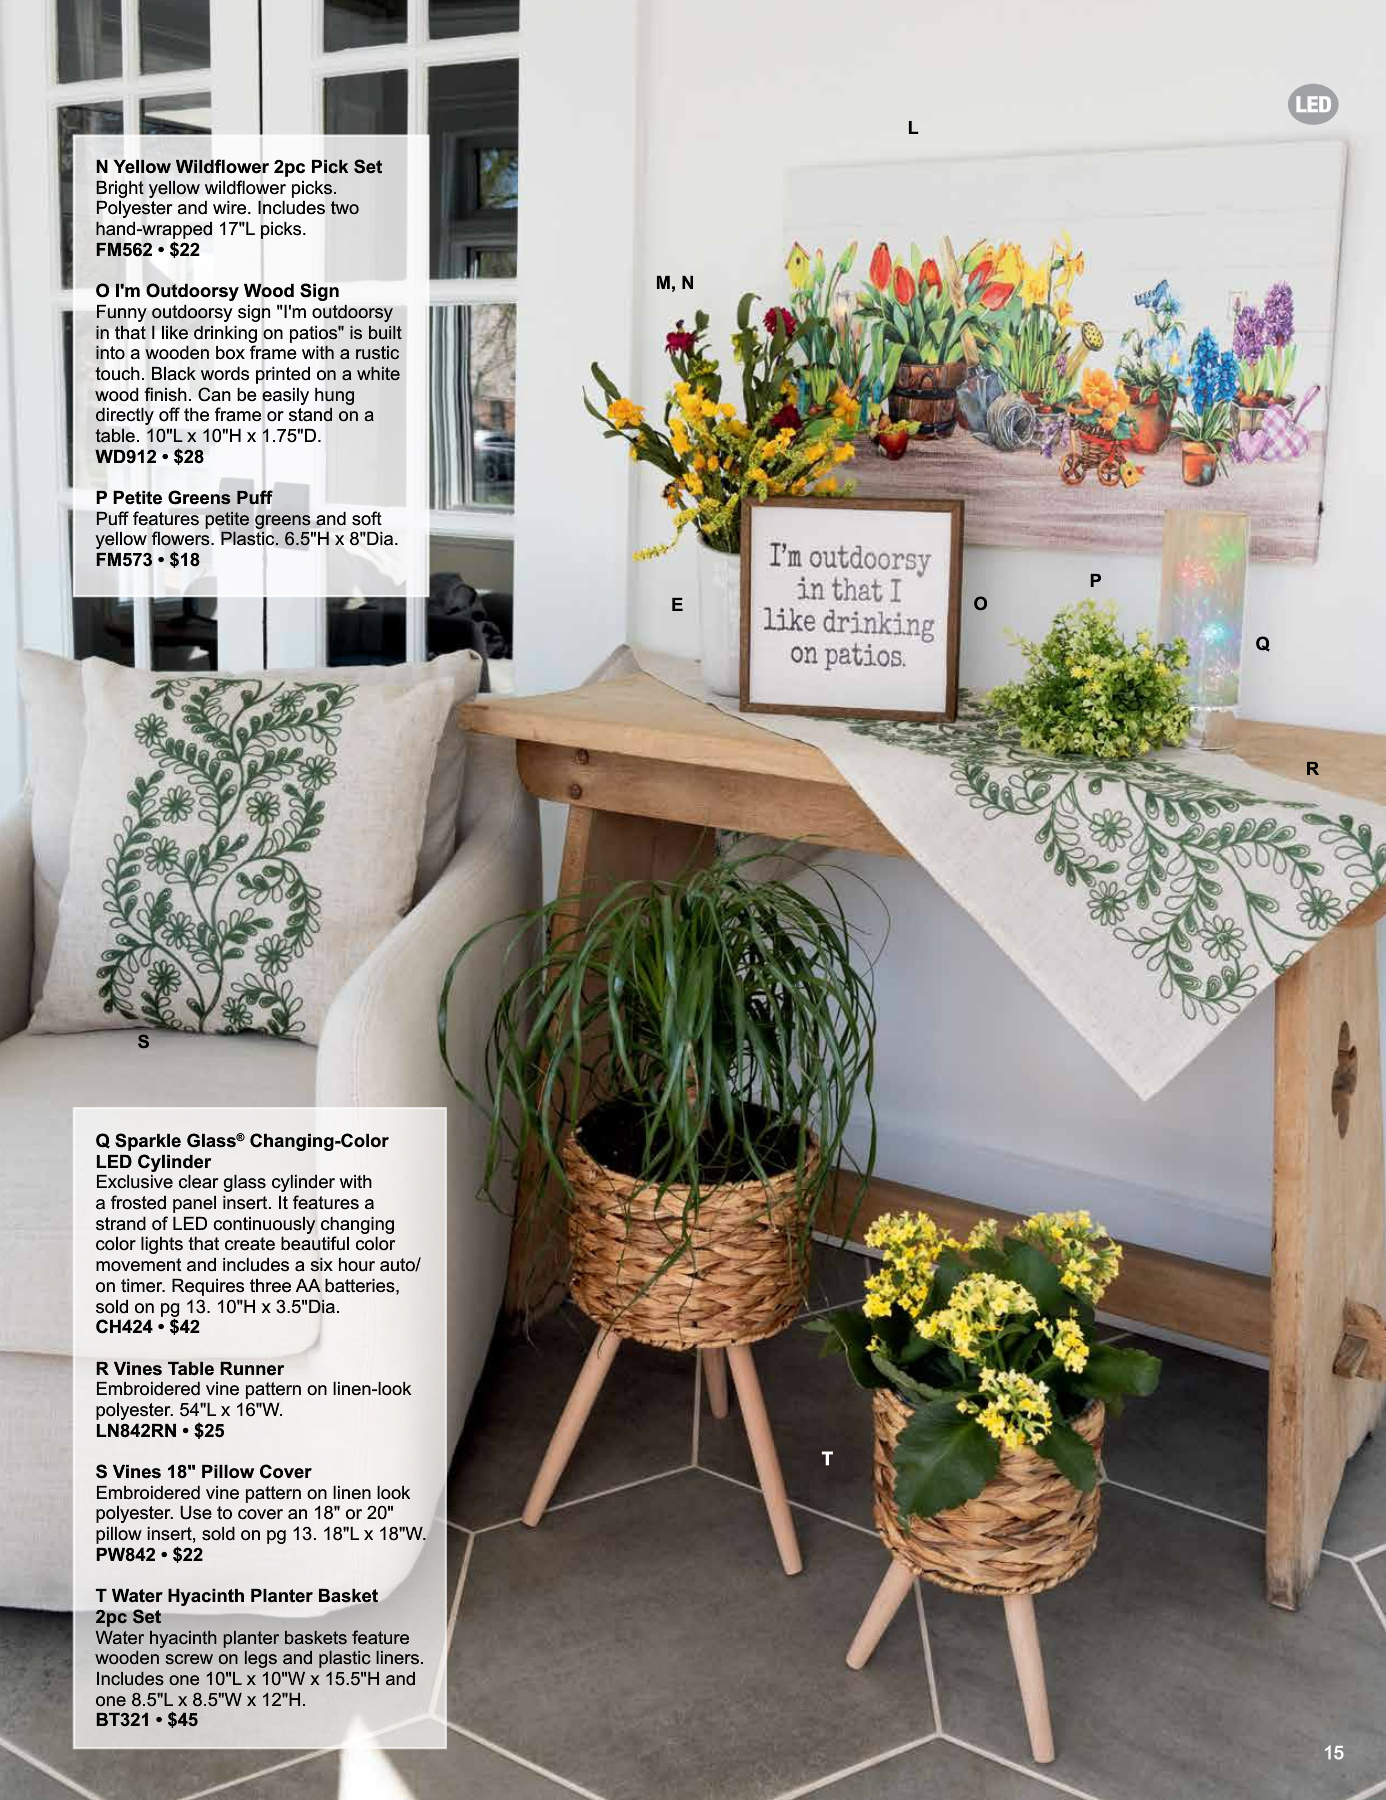 LED
L
N Yellow Wildflower 2pc Pick Set
Bright yellow wildflower picks.
Polyester and wire. Includes two
hand-wrapped 17"L picks.
FM562 • $22
O I'm Outdoorsy Wood Sign
Funny outdoorsy sign "I'm outdoorsy
in that I like drinking on patios" is built
into a wooden box frame with a rustic
touch. Black words printed on a white
wood finish. Can be easily hung
directly off the frame or stand on a
table. 10"L x 10"H x 1.75"D.
WD912 • $28
P Petite Greens Puff
Puff features petite greens and soft
yellow flowers. Plastic. 6.5"H x 8"Dia.
FM573 • $18
M, N
I'm outdoorsy
in that I
like drinking
on patios.
E
O
P
Q
R
S
Q Sparkle Glass® Changing-Color
LED Cylinder
Exclusive clear glass cylinder with
a frosted panel insert. It features a
strand of LED continuously changing
color lights that create beautiful color
movement and includes a six hour auto/
on timer. Requires three AA batteries,
sold on pg 13. 10"H x 3.5"Dia.
CH424 • $42
R Vines Table Runner
Embroidered vine pattern on linen-look
polyester. 54"L x 16"W.
LN842RN • $25
S Vines 18" Pillow Cover
Embroidered vine pattern on linen look
polyester. Use to cover an 18" or 20"
pillow insert, sold on pg 13. 18"L x 18"W.
PW842 • $22
T Water Hyacinth Planter Basket
2pc Set
Water hyacinth planter baskets feature
wooden screw on legs and plastic liners.
Includes one 10"L x 10"W x 15.5"H and
one 8.5"L x 8.5"W x 12"H.
BT321 • $45
T
15